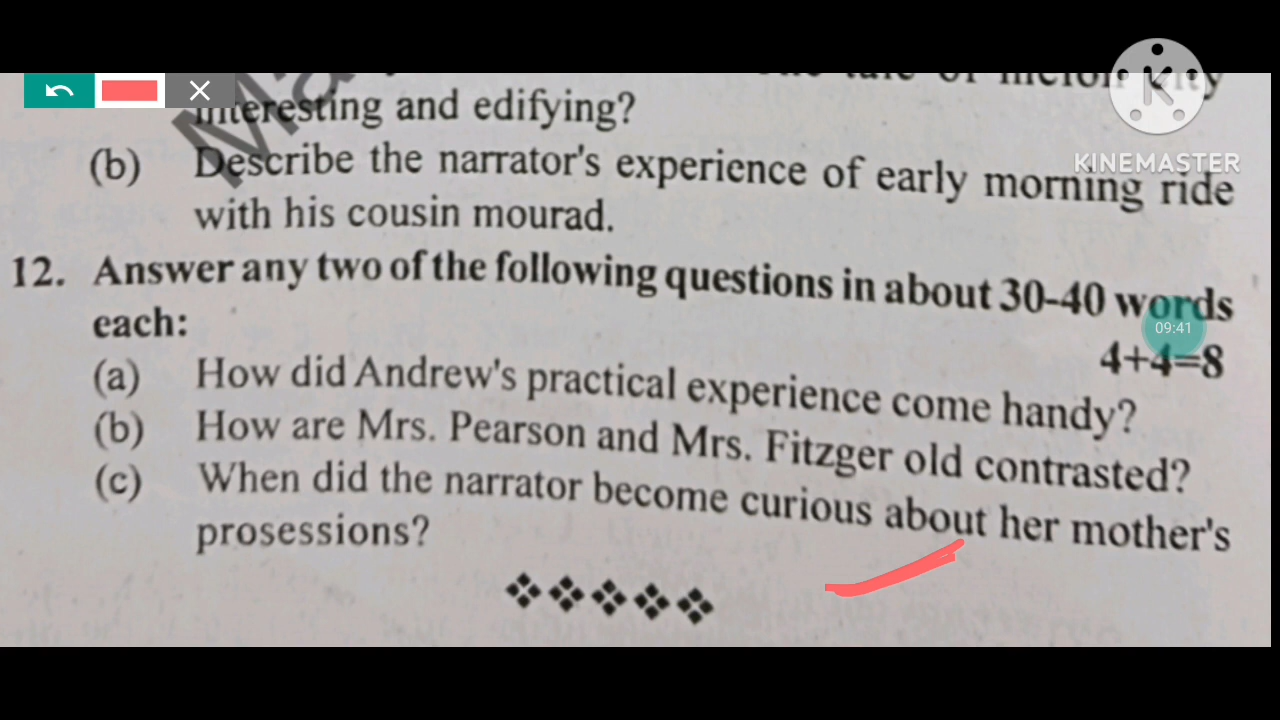 interesting and edifying?
KINEMASTER
(b) Describe the narrator's experience of early morning ride
with his cousin mourad.
12. Answer any two of the following questions in about 30-40 words
each:
09:41
4+4=8
(a) How did Andrew's practical experience come handy?
(b) How are Mrs. Pearson and Mrs. Fitzger old contrasted?
(c) When did the narrator become curious about her mother's
prosessions?